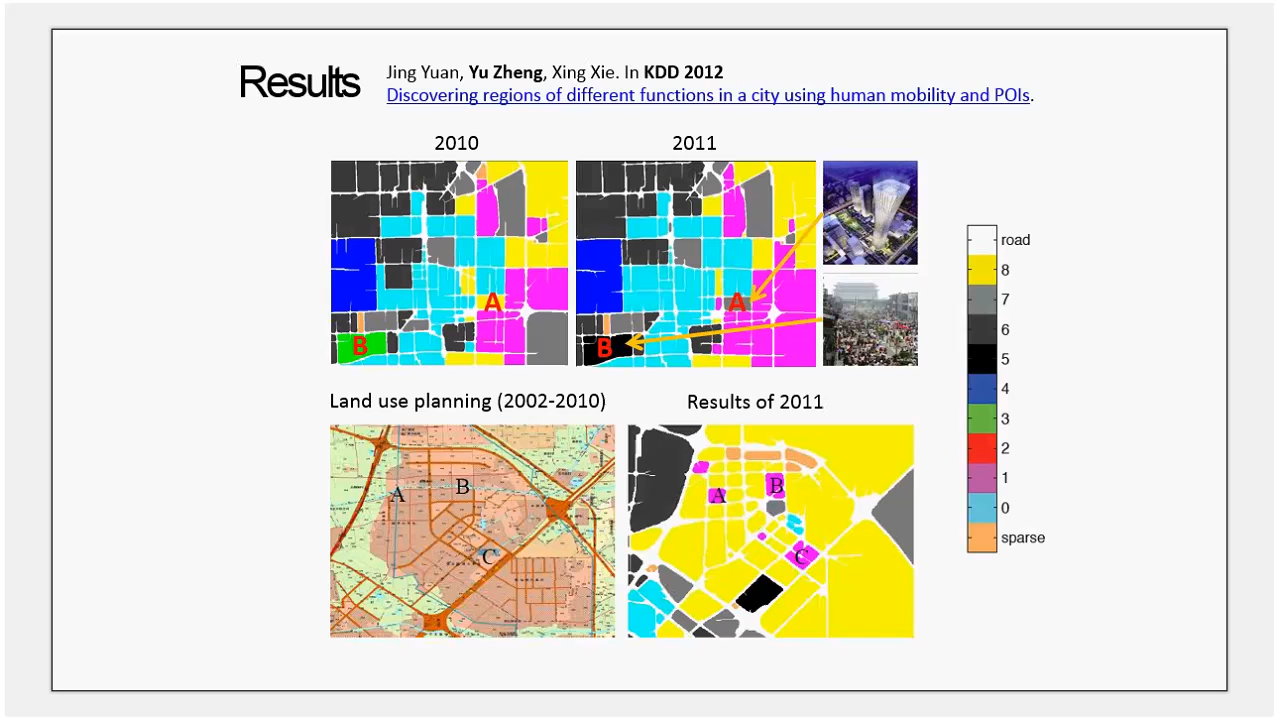 Results
Jing Yuan, Yu Zheng, Xing Xie. In KDD 2012
Discovering regions of different functions in a city using human mobility and POIs.
2010
2011
A
B
A
B
road
8
7
6
5
4
3
2
1
0
sparse
Land use planning (2002-2010)
Results of 2011
A
B
C
A
B
C